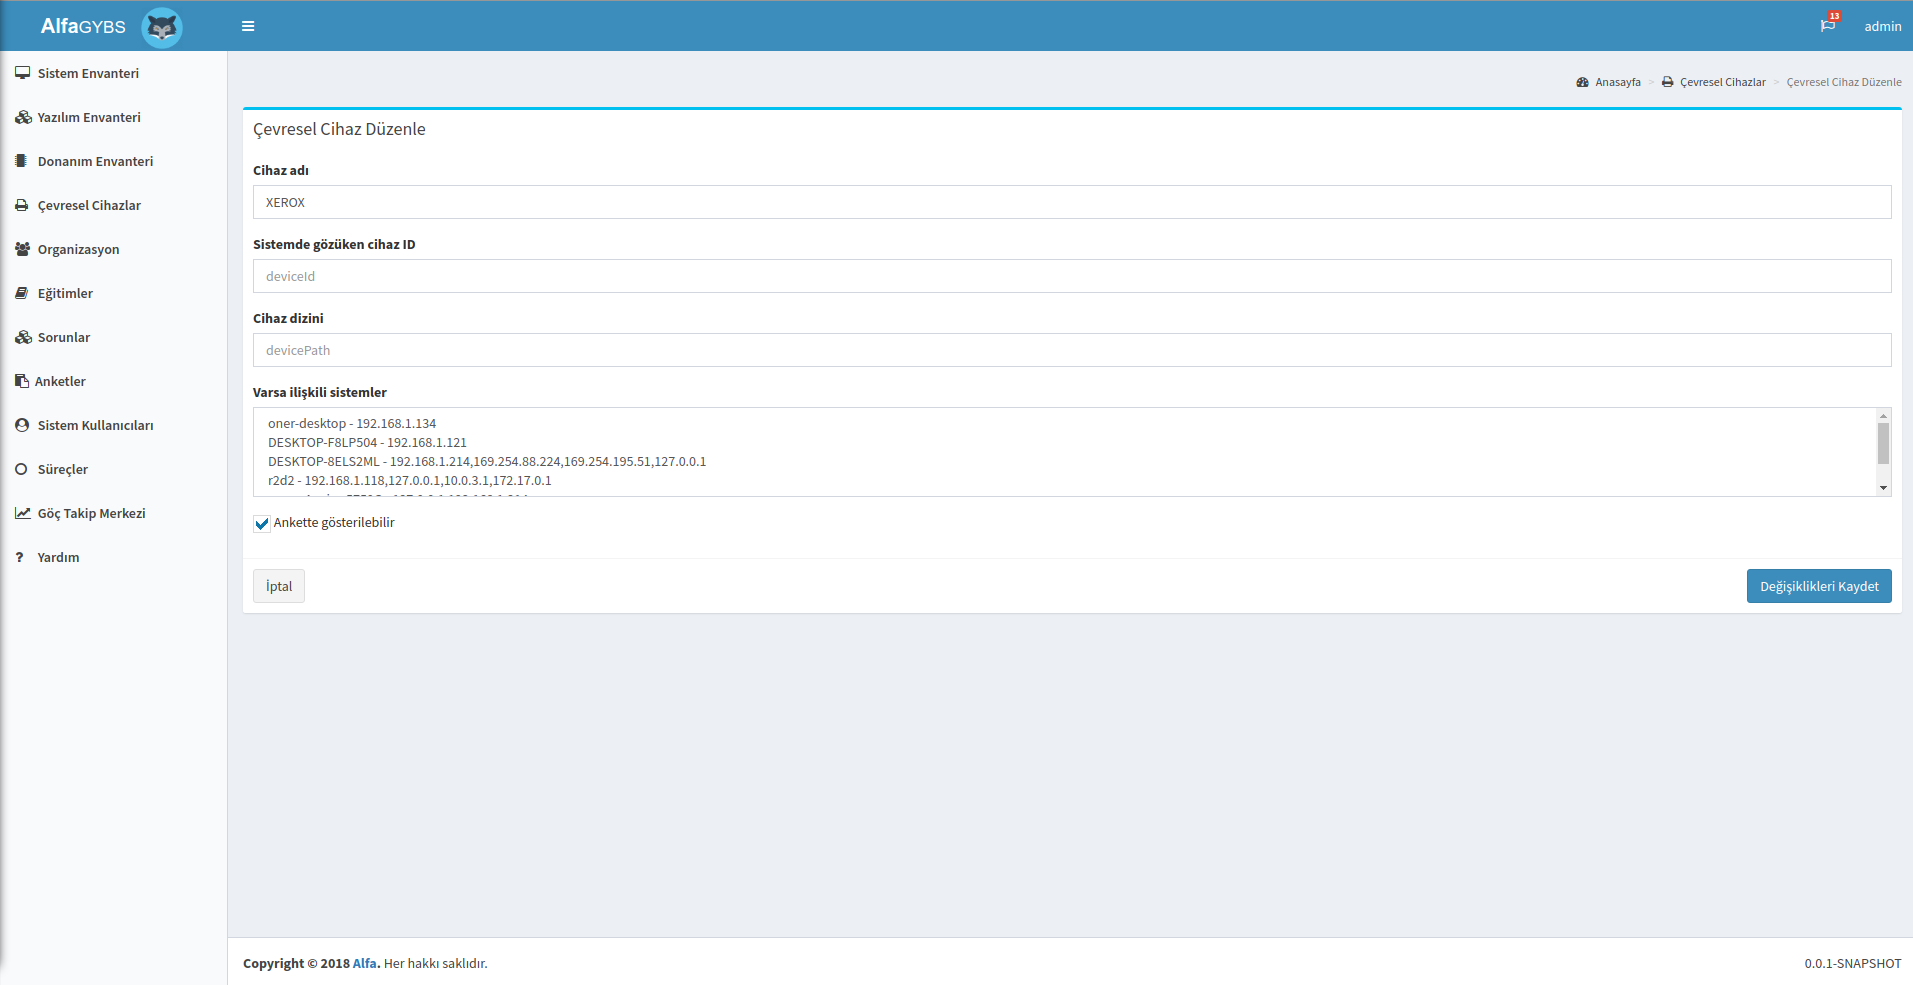 AlfaGYBS
13
admin
Sistem Envanteri
Yazılım Envanteri
Donanım Envanteri
Çevresel Cihazlar
Organizasyon
Eğitimler
Sorunlar
Anketler
Sistem Kullanıcıları
Süreçler
Göç Takip Merkezi
? Yardım
Anasayfa > Çevresel Cihazlar > Çevresel Cihaz Düzenle
Çevresel Cihaz Düzenle
Cihaz adı
XEROX
Sistemde gözüken cihaz ID
deviceId
Cihaz dizini
devicePath
Varsa ilişkili sistemler
oner-desktop - 192.168.1.134
DESKTOP-F8LP504 - 192.168.1.121
DESKTOP-8ELS2ML - 192.168.1.214,169.254.88.224,169.254.195.51,127.0.0.1
r2d2 - 192.168.1.118,127.0.0.1,10.0.3.1,172.17.0.1
Ankette gösterilebilir
İptal
Değişiklikleri Kaydet
Copyright © 2018 Alfa. Her hakkı saklıdır.
0.0.1-SNAPSHOT